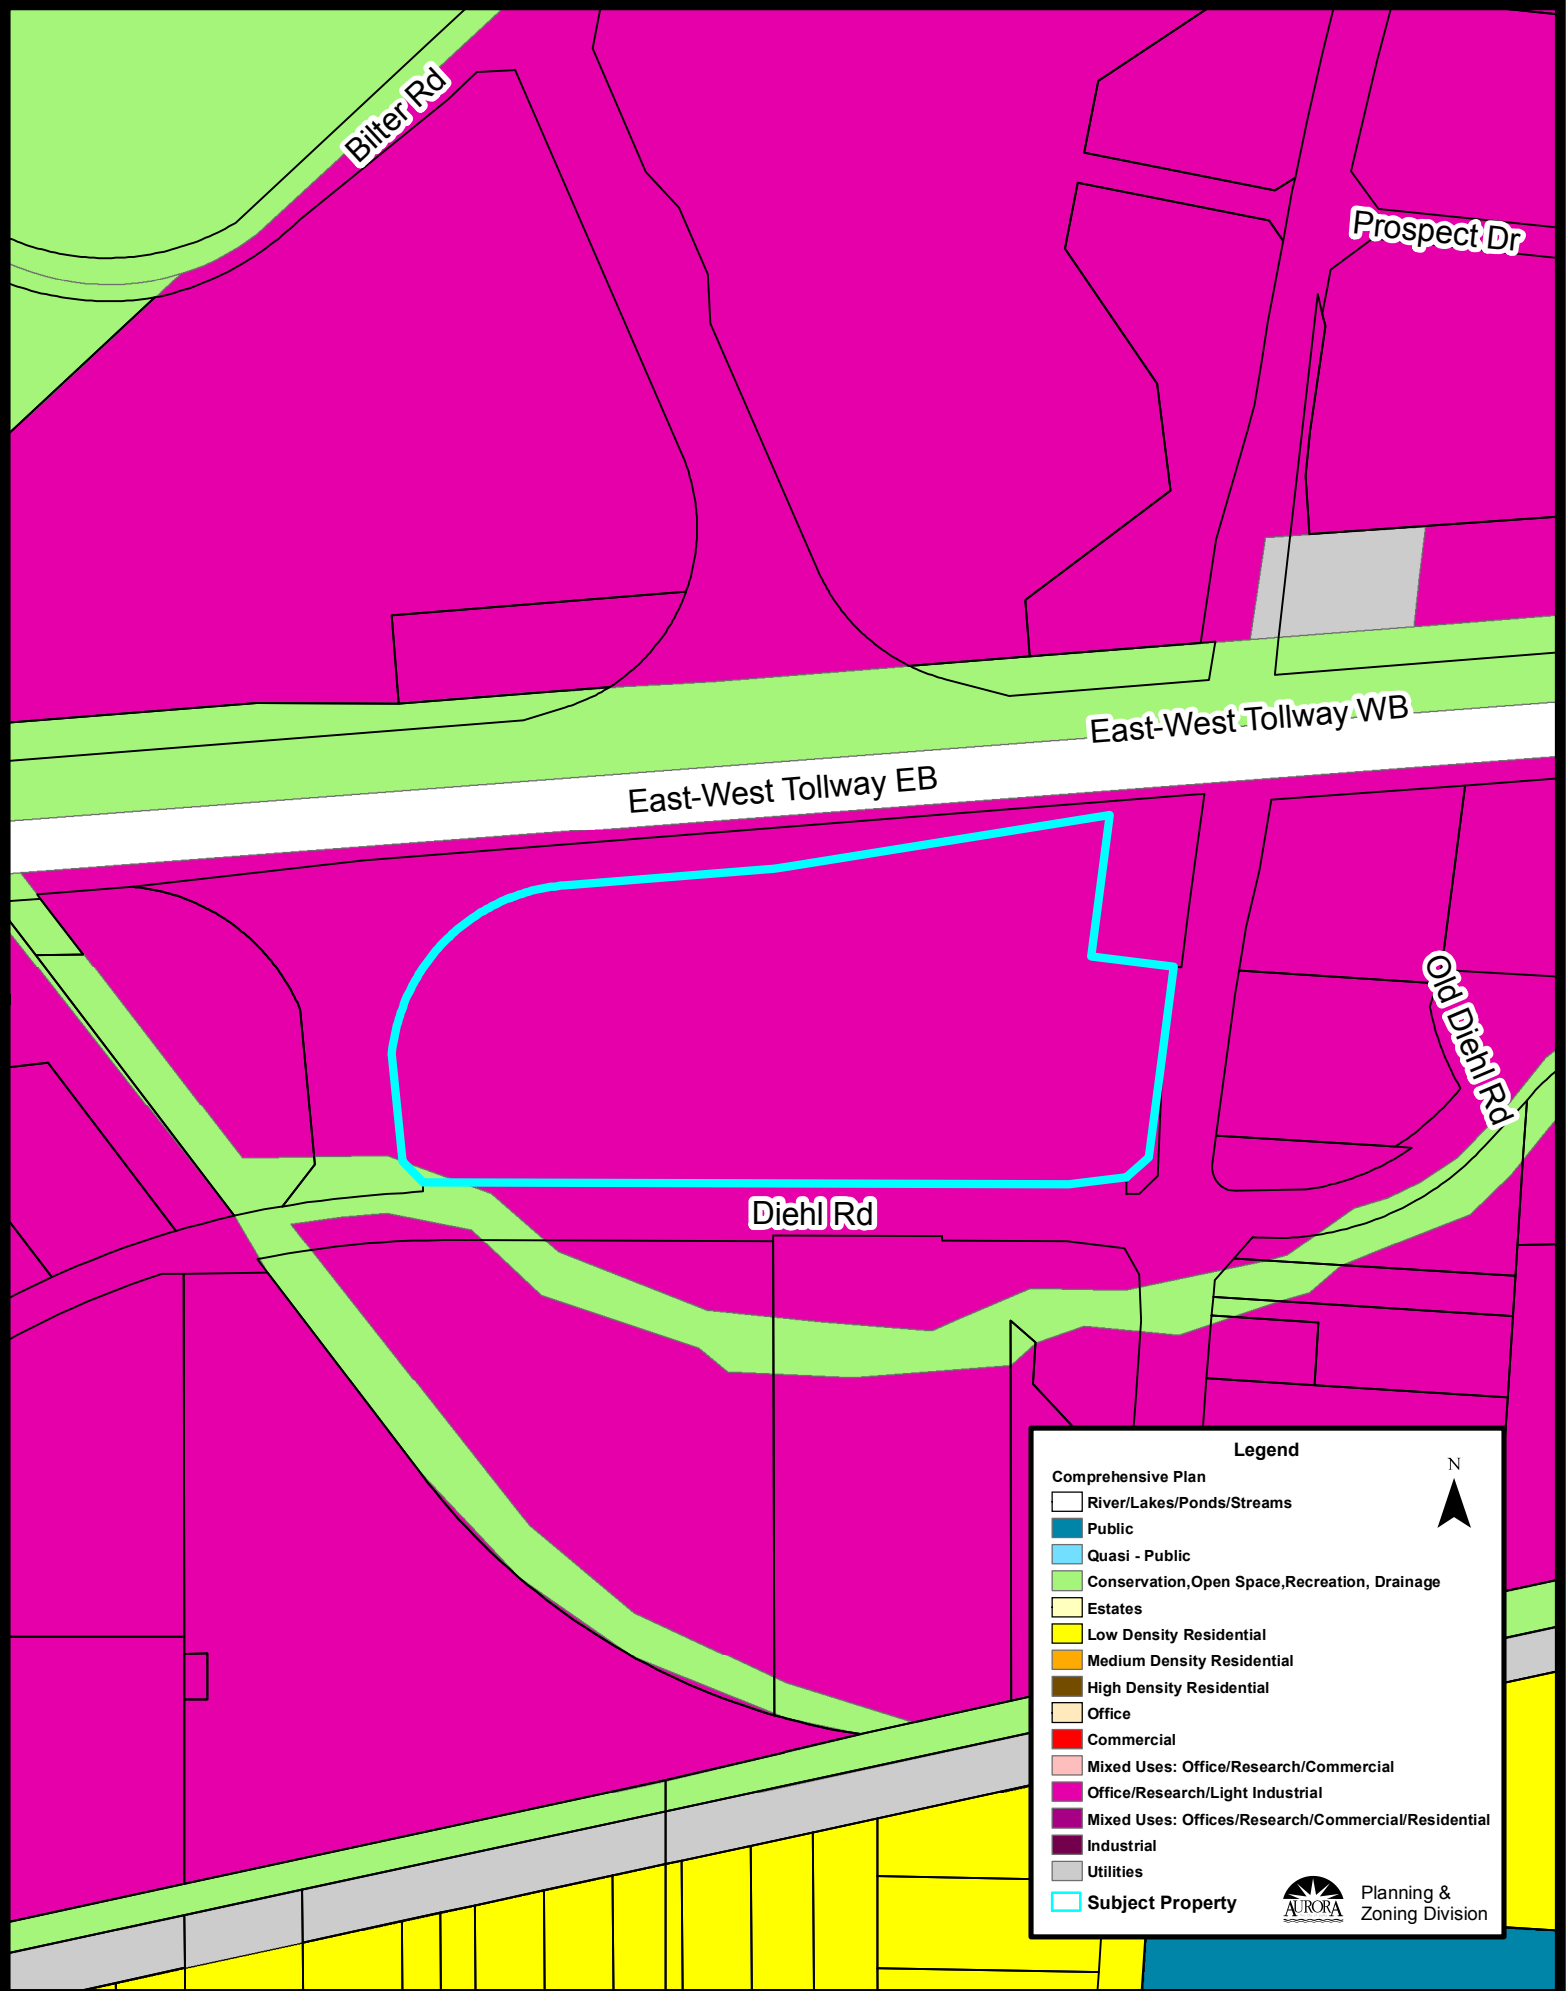 Bilter Rd
Prospect Dr
East-West Tollway WB
East-West Tollway EB
Old Diehl Rd
Diehl Rd
Legend
N
Comprehensive Plan
River/Lakes/Ponds/Streams
Public
Quasi - Public
Conservation,Open Space,Recreation, Drainage
Estates
Low Density Residential
Medium Density Residential
High Density Residential
Office
Commercial
Mixed Uses: Office/Research/Commercial
Office/Research/Light Industrial
Mixed Uses: Offices/Research/Commercial/Residential
Industrial
Utilities
Subject Property
AURORA
Planning &
Zoning Division